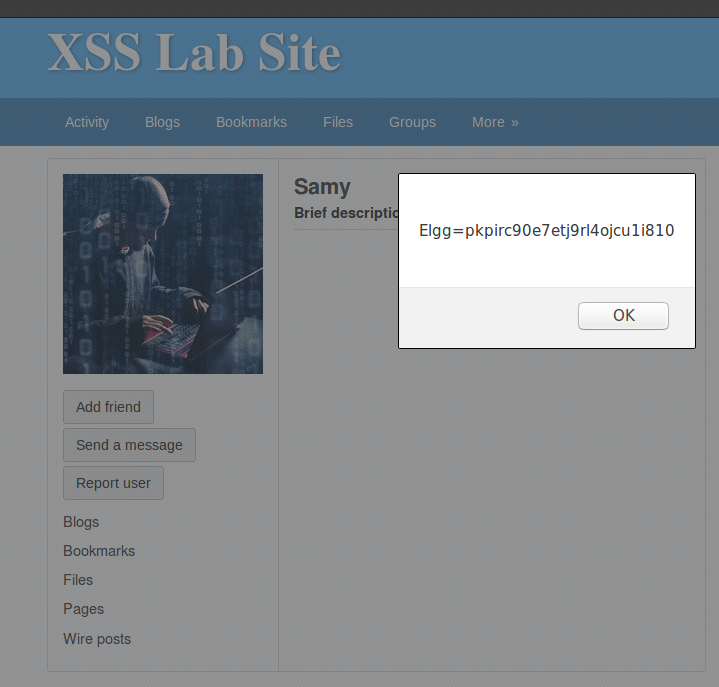 XSS Lab Site
Activity Blogs Bookmarks Files Groups More »
Samy
Brief descriptio
Elgg=pkpirc90e7etj9rl4ojcu1i810
OK
Add friend
Send a message
Report user
Blogs
Bookmarks
Files
Pages
Wire posts